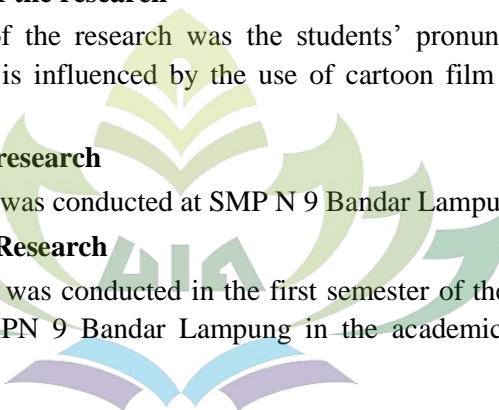 the research
of the research was the students' pronun
is influenced by the use of cartoon film
research
was conducted at SMP N 9 Bandar Lampu
Research
was conducted in the first semester of the
PN 9 Bandar Lampung in the academic
UIN